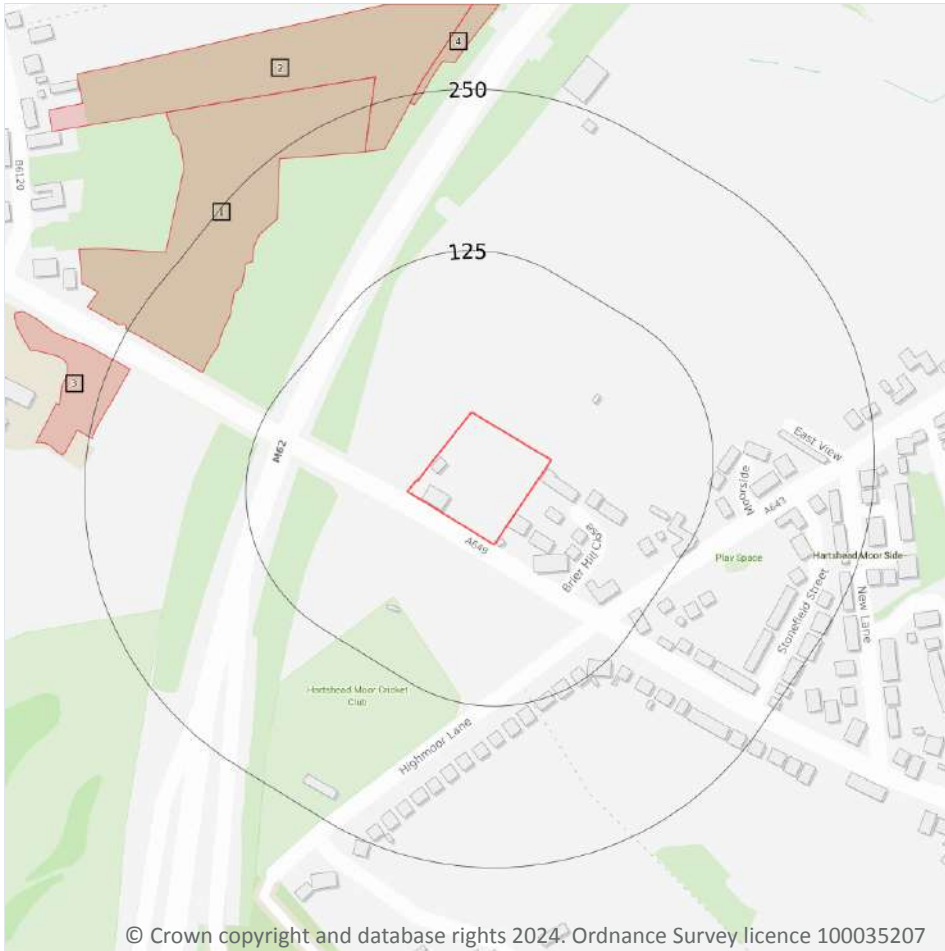 4
2
250
B6120
1
125
3
M62
East View
Moorside
A643
A649
Brier Hill Close
Play Space
Hartshead Moor Side
Stonefield Street
New Lane
Hartshead Moor Cricket
Club
Highmoor Lane
© Crown copyright and database rights 2024. Ordnance Survey licence 100035207